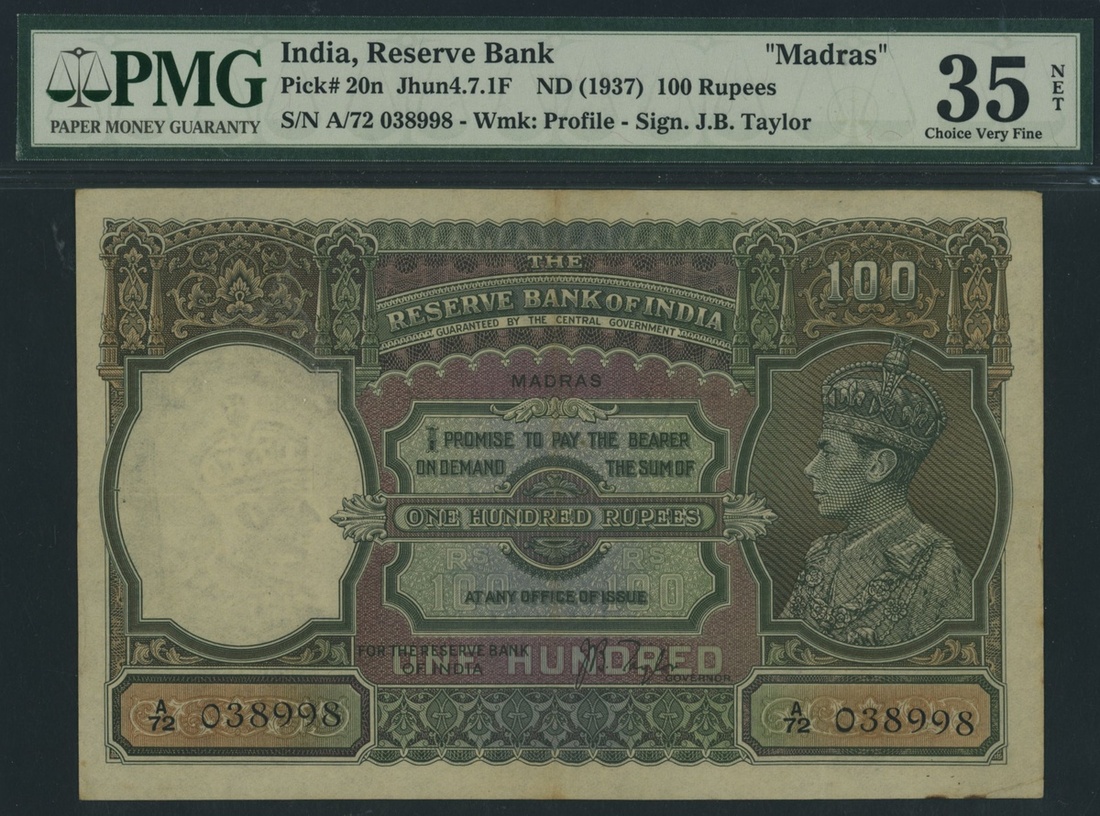 PMG
PAPER MONEY GUARANTY
India, Reserve Bank "Madras"
Pick# 20n Jhun4.7.1F ND (1937) 100 Rupees
S/N A/72 038998 - Wmk: Profile - Sign. J.B. Taylor
35 NET
Choice Very Fine
THE
RESERVE BANK OF INDIA
GUARANTEED BY THE CENTRAL GOVERNMENT
100
MADRAS
I PROMISE TO PAY THE BEARER
ON DEMAND THE SUM OF
ONE HUNDRED RUPEES
RS RS
100 100
AT ANY OFFICE OF ISSUE
ONE HUNDRED
FOR THE RESERVE BANK
OF INDIA
JB Taylor
GOVERNOR.
A/72 038998
A/72 038998